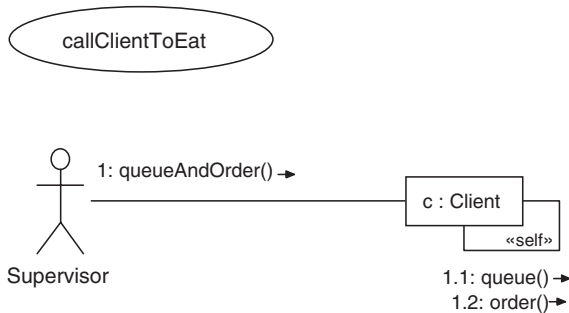 callClientToEat
1: queueAndOrder()
c : Client
«self»
Supervisor
1.1: queue()
1.2: order()